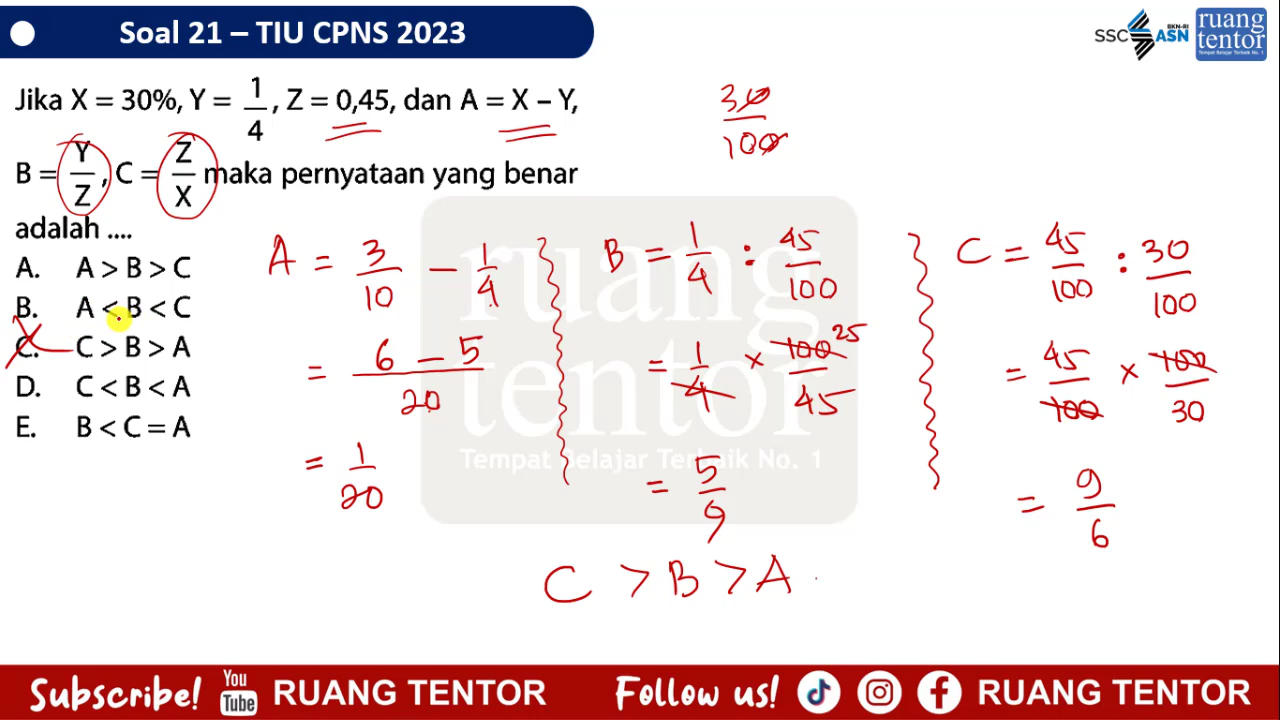 Soal 21 – TIU CPNS 2023
SSC BKN-RI ASN
ruang tentor
Tempat Belajar Terbaik No. 1
Jika X = 30%, Y = 1/4, Z = 0,45, dan A = X – Y,
B = Y/Z, C = Z/X maka pernyataan yang benar
adalah ....
A. A > B > C
B. A < B < C
C. C > B > A
D. C < B < A
E. B < C = A
30/100
A = 3/10 – 1/4
= 6 – 5/20
= 1/20
B = 1/4 : 45/100
= 1/4 × 100/45 25
= 5/9
C = 45/100 : 30/100
= 45/100 × 100/30
= 9/6
C > B > A
ruang
tentor
Tempat Belajar Terbaik No. 1
Subscribe! You Tube RUANG TENTOR Follow us! RUANG TENTOR